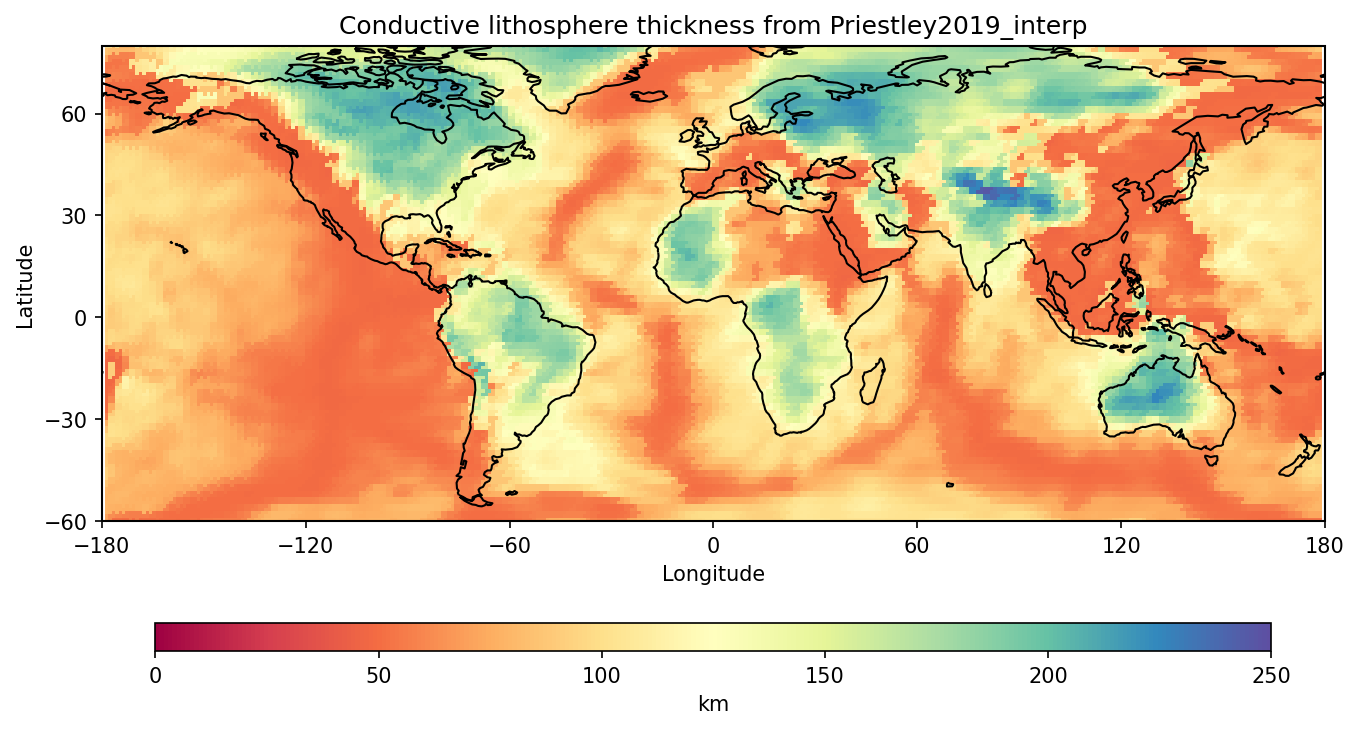 Conductive lithosphere thickness from Priestley2019_interp
Latitude
60
30
0
−30
−60
−180 −120 −60 0 60 120 180
Longitude
0 50 100 150 200 250
km